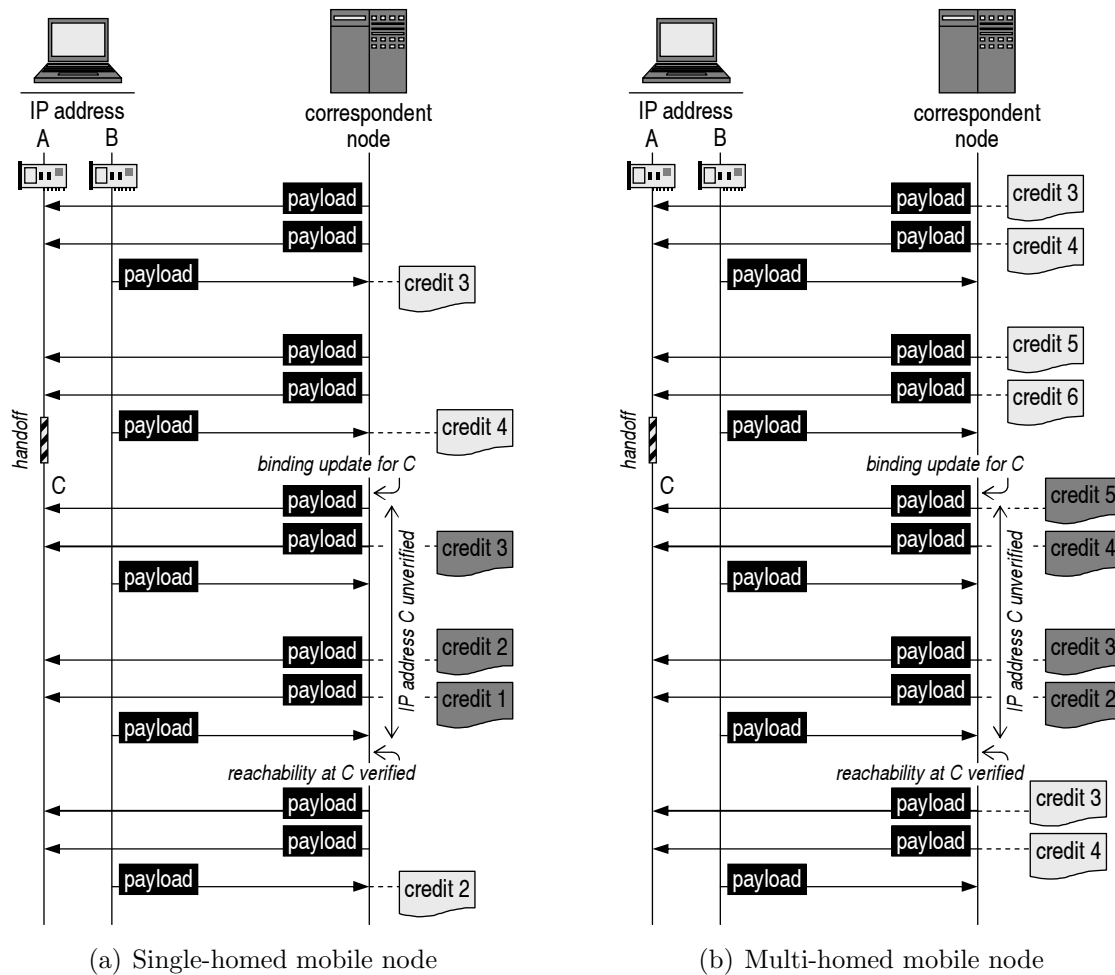 IP address
A B
correspondent
node
payload
payload
payload
credit 3
payload
payload
handoff
payload
credit 4
binding update for C
C
payload
payload
credit 3
payload
IP address C unverified
payload
credit 2
payload
credit 1
payload
reachability at C verified
payload
payload
payload
credit 2
(a) Single-homed mobile node
IP address
A B
correspondent
node
payload
credit 3
payload
credit 4
payload
payload
credit 5
payload
credit 6
handoff
payload
binding update for C
C
payload
credit 5
payload
credit 4
payload
IP address C unverified
payload
credit 3
payload
credit 2
payload
reachability at C verified
payload
credit 3
payload
credit 4
payload
(b) Multi-homed mobile node